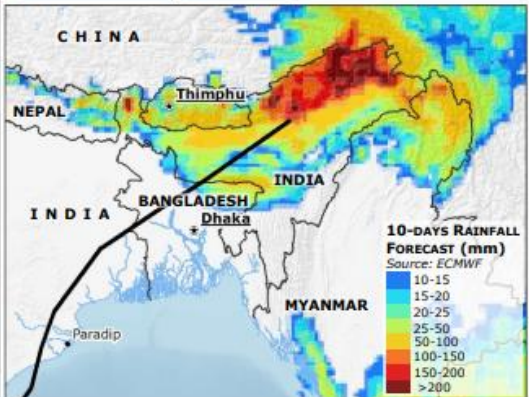 CHINA
Thimphu
NEPAL
INDIA
BANGLADESH
INDIA
Dhaka
10-DAYS RAINFALL
FORECAST (mm)
Source: ECMWF
10-15
15-20
20-25
25-50
50-100
100-150
150-200
>200
MYANMAR
Paradip